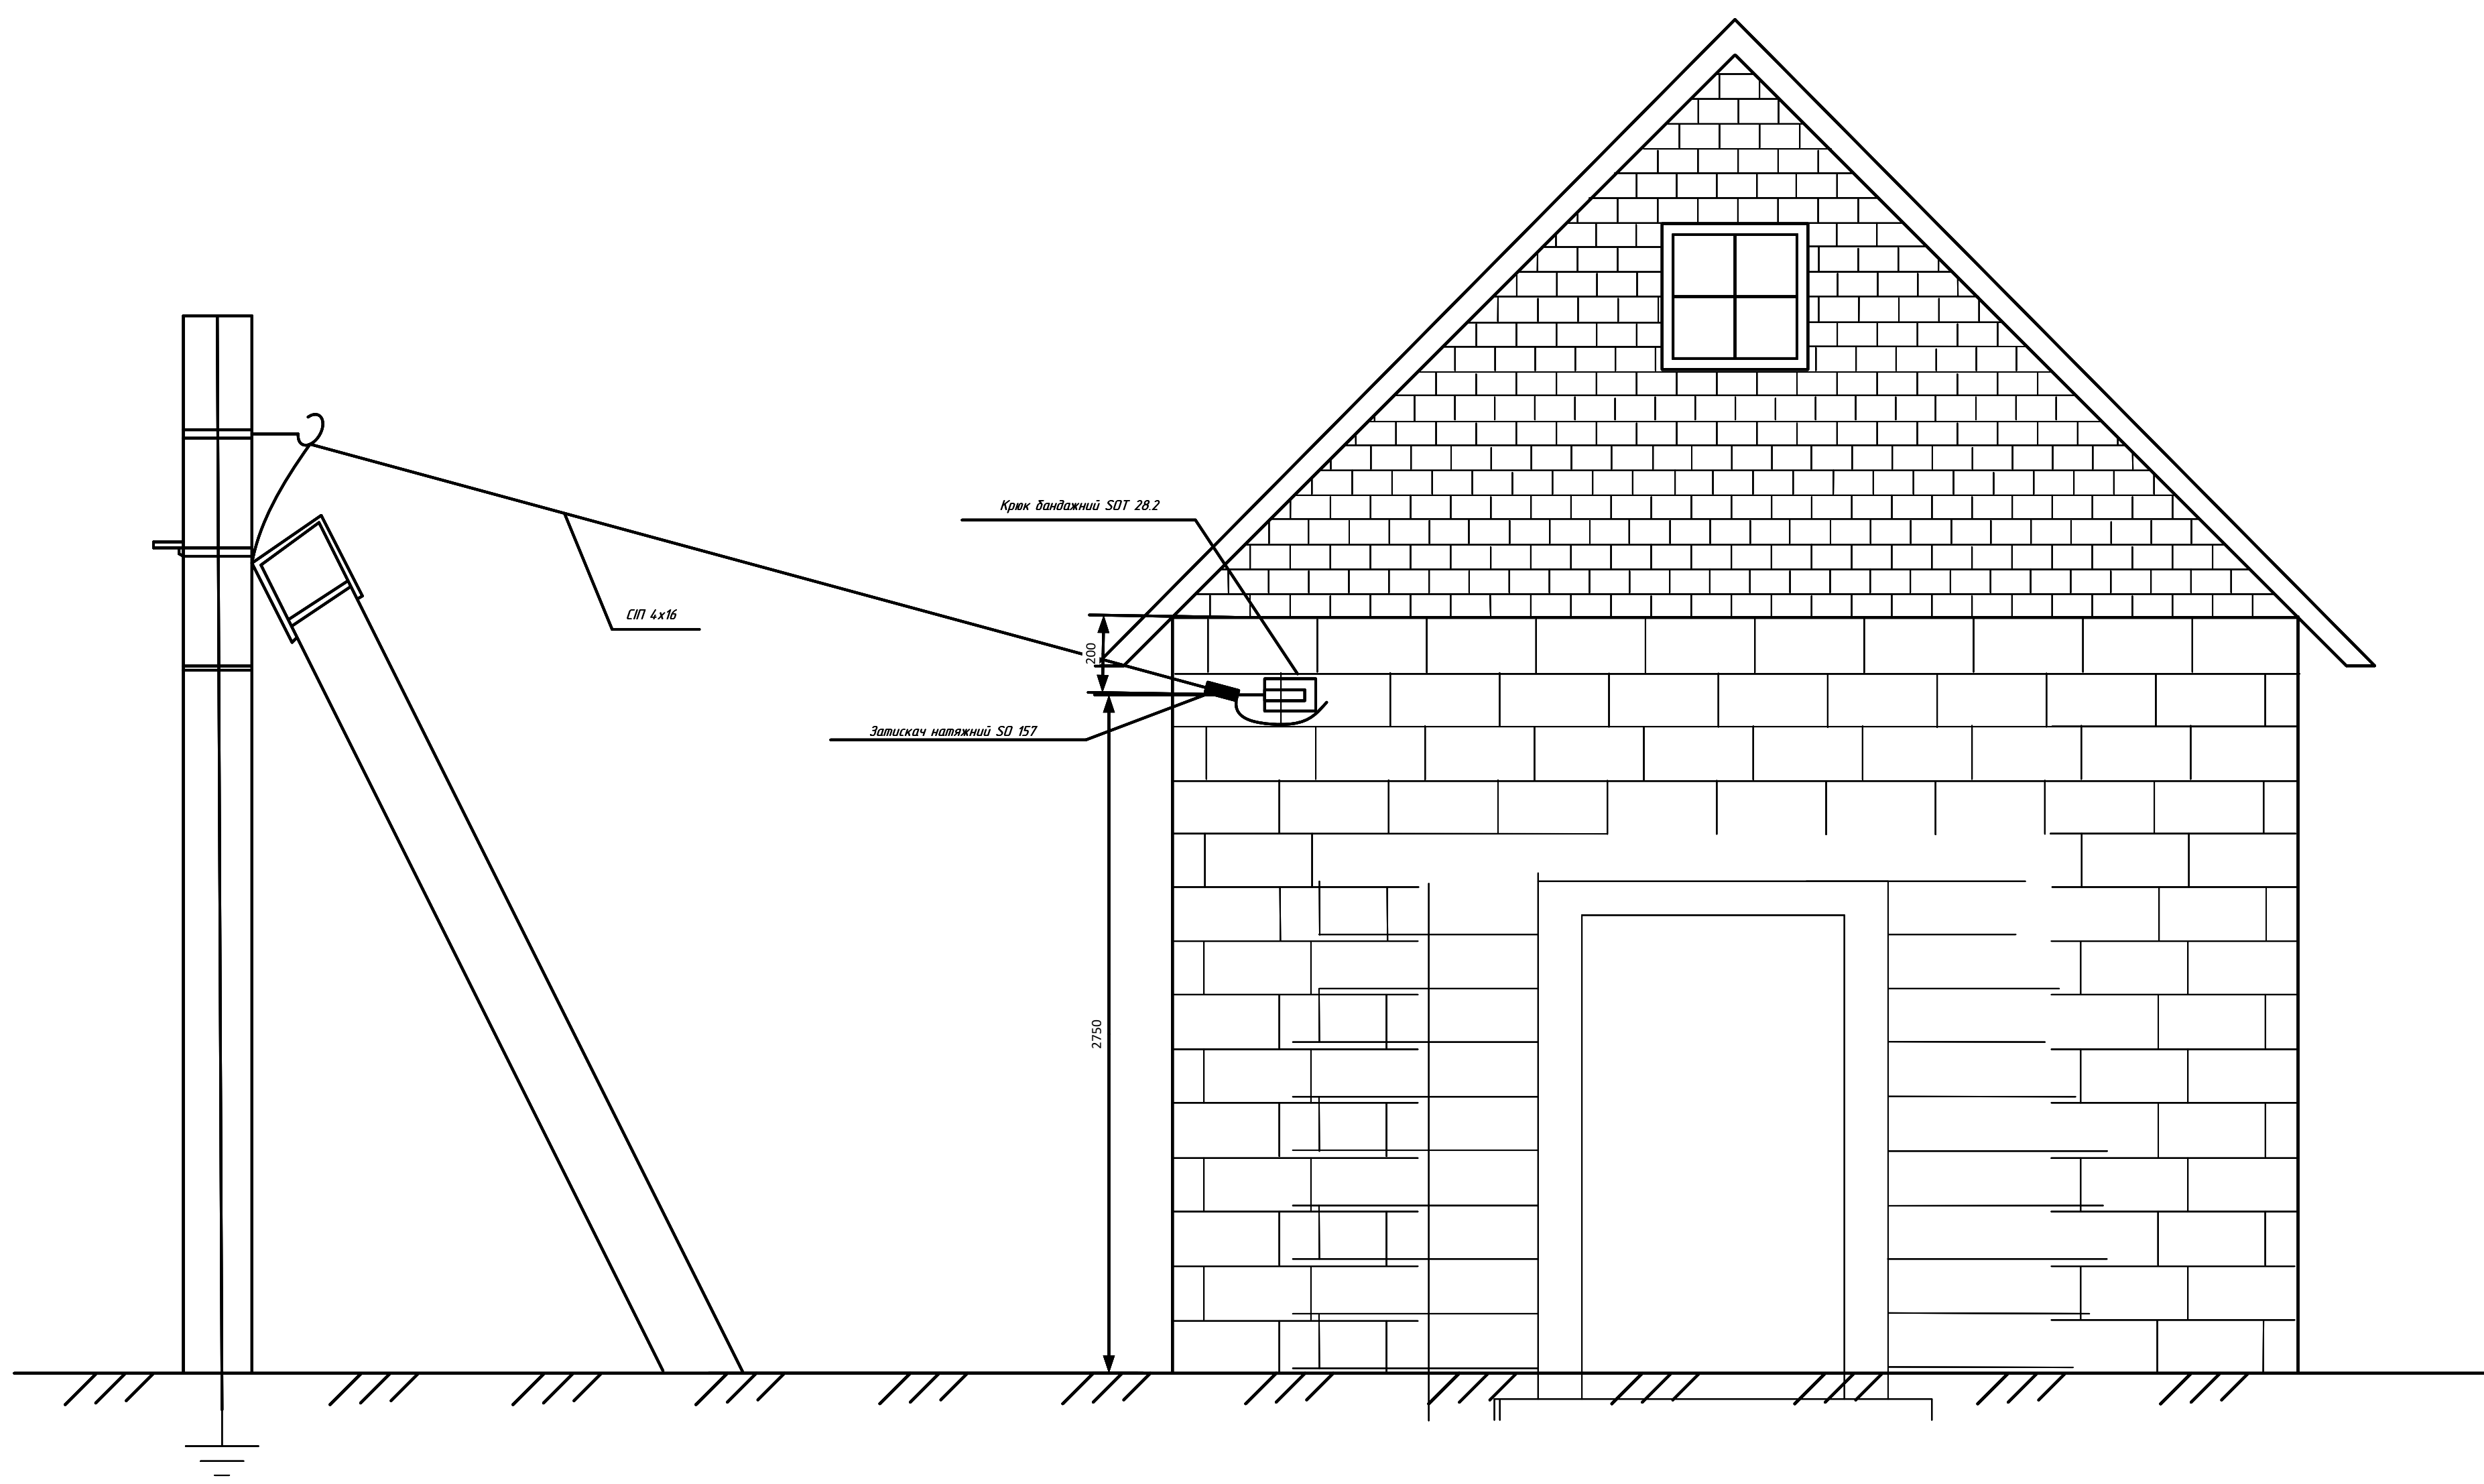 Крюк бандажний SOT 28.2
СІП 4х16
200
Затискач натяжний SO 157
2750